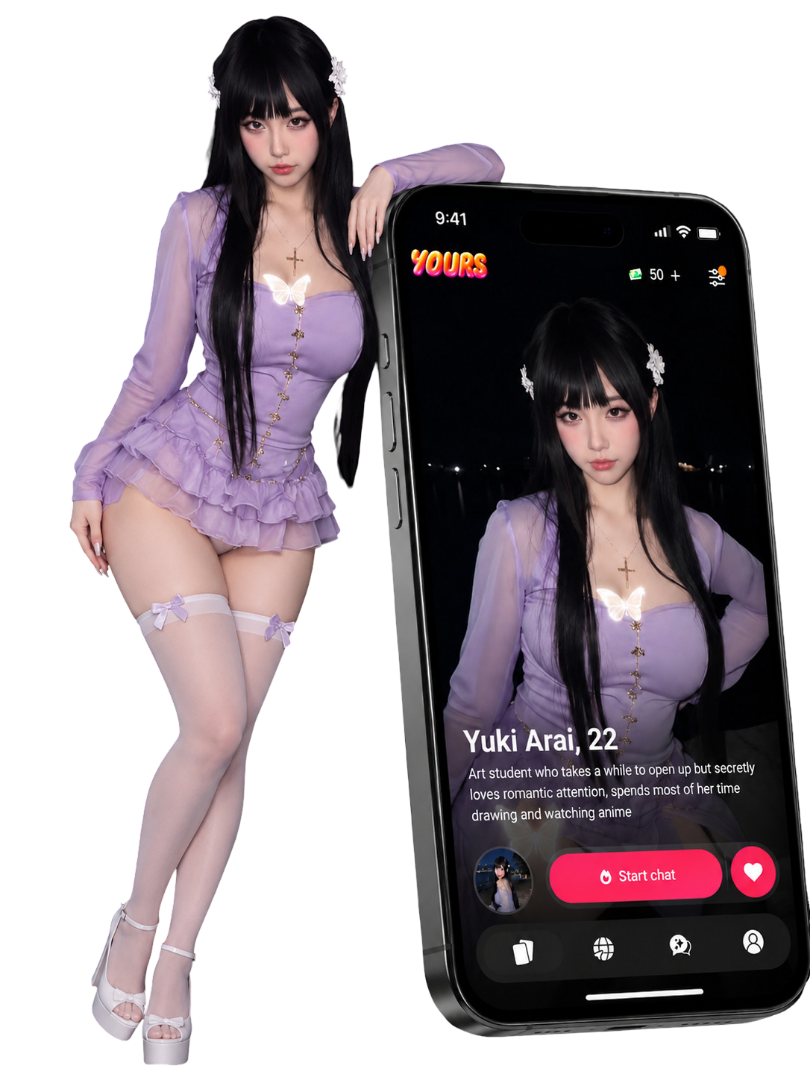 9:41
YOURS
50 +
Yuki Arai, 22
Art student who takes a while to open up but secretly
loves romantic attention, spends most of her time
drawing and watching anime
Start chat